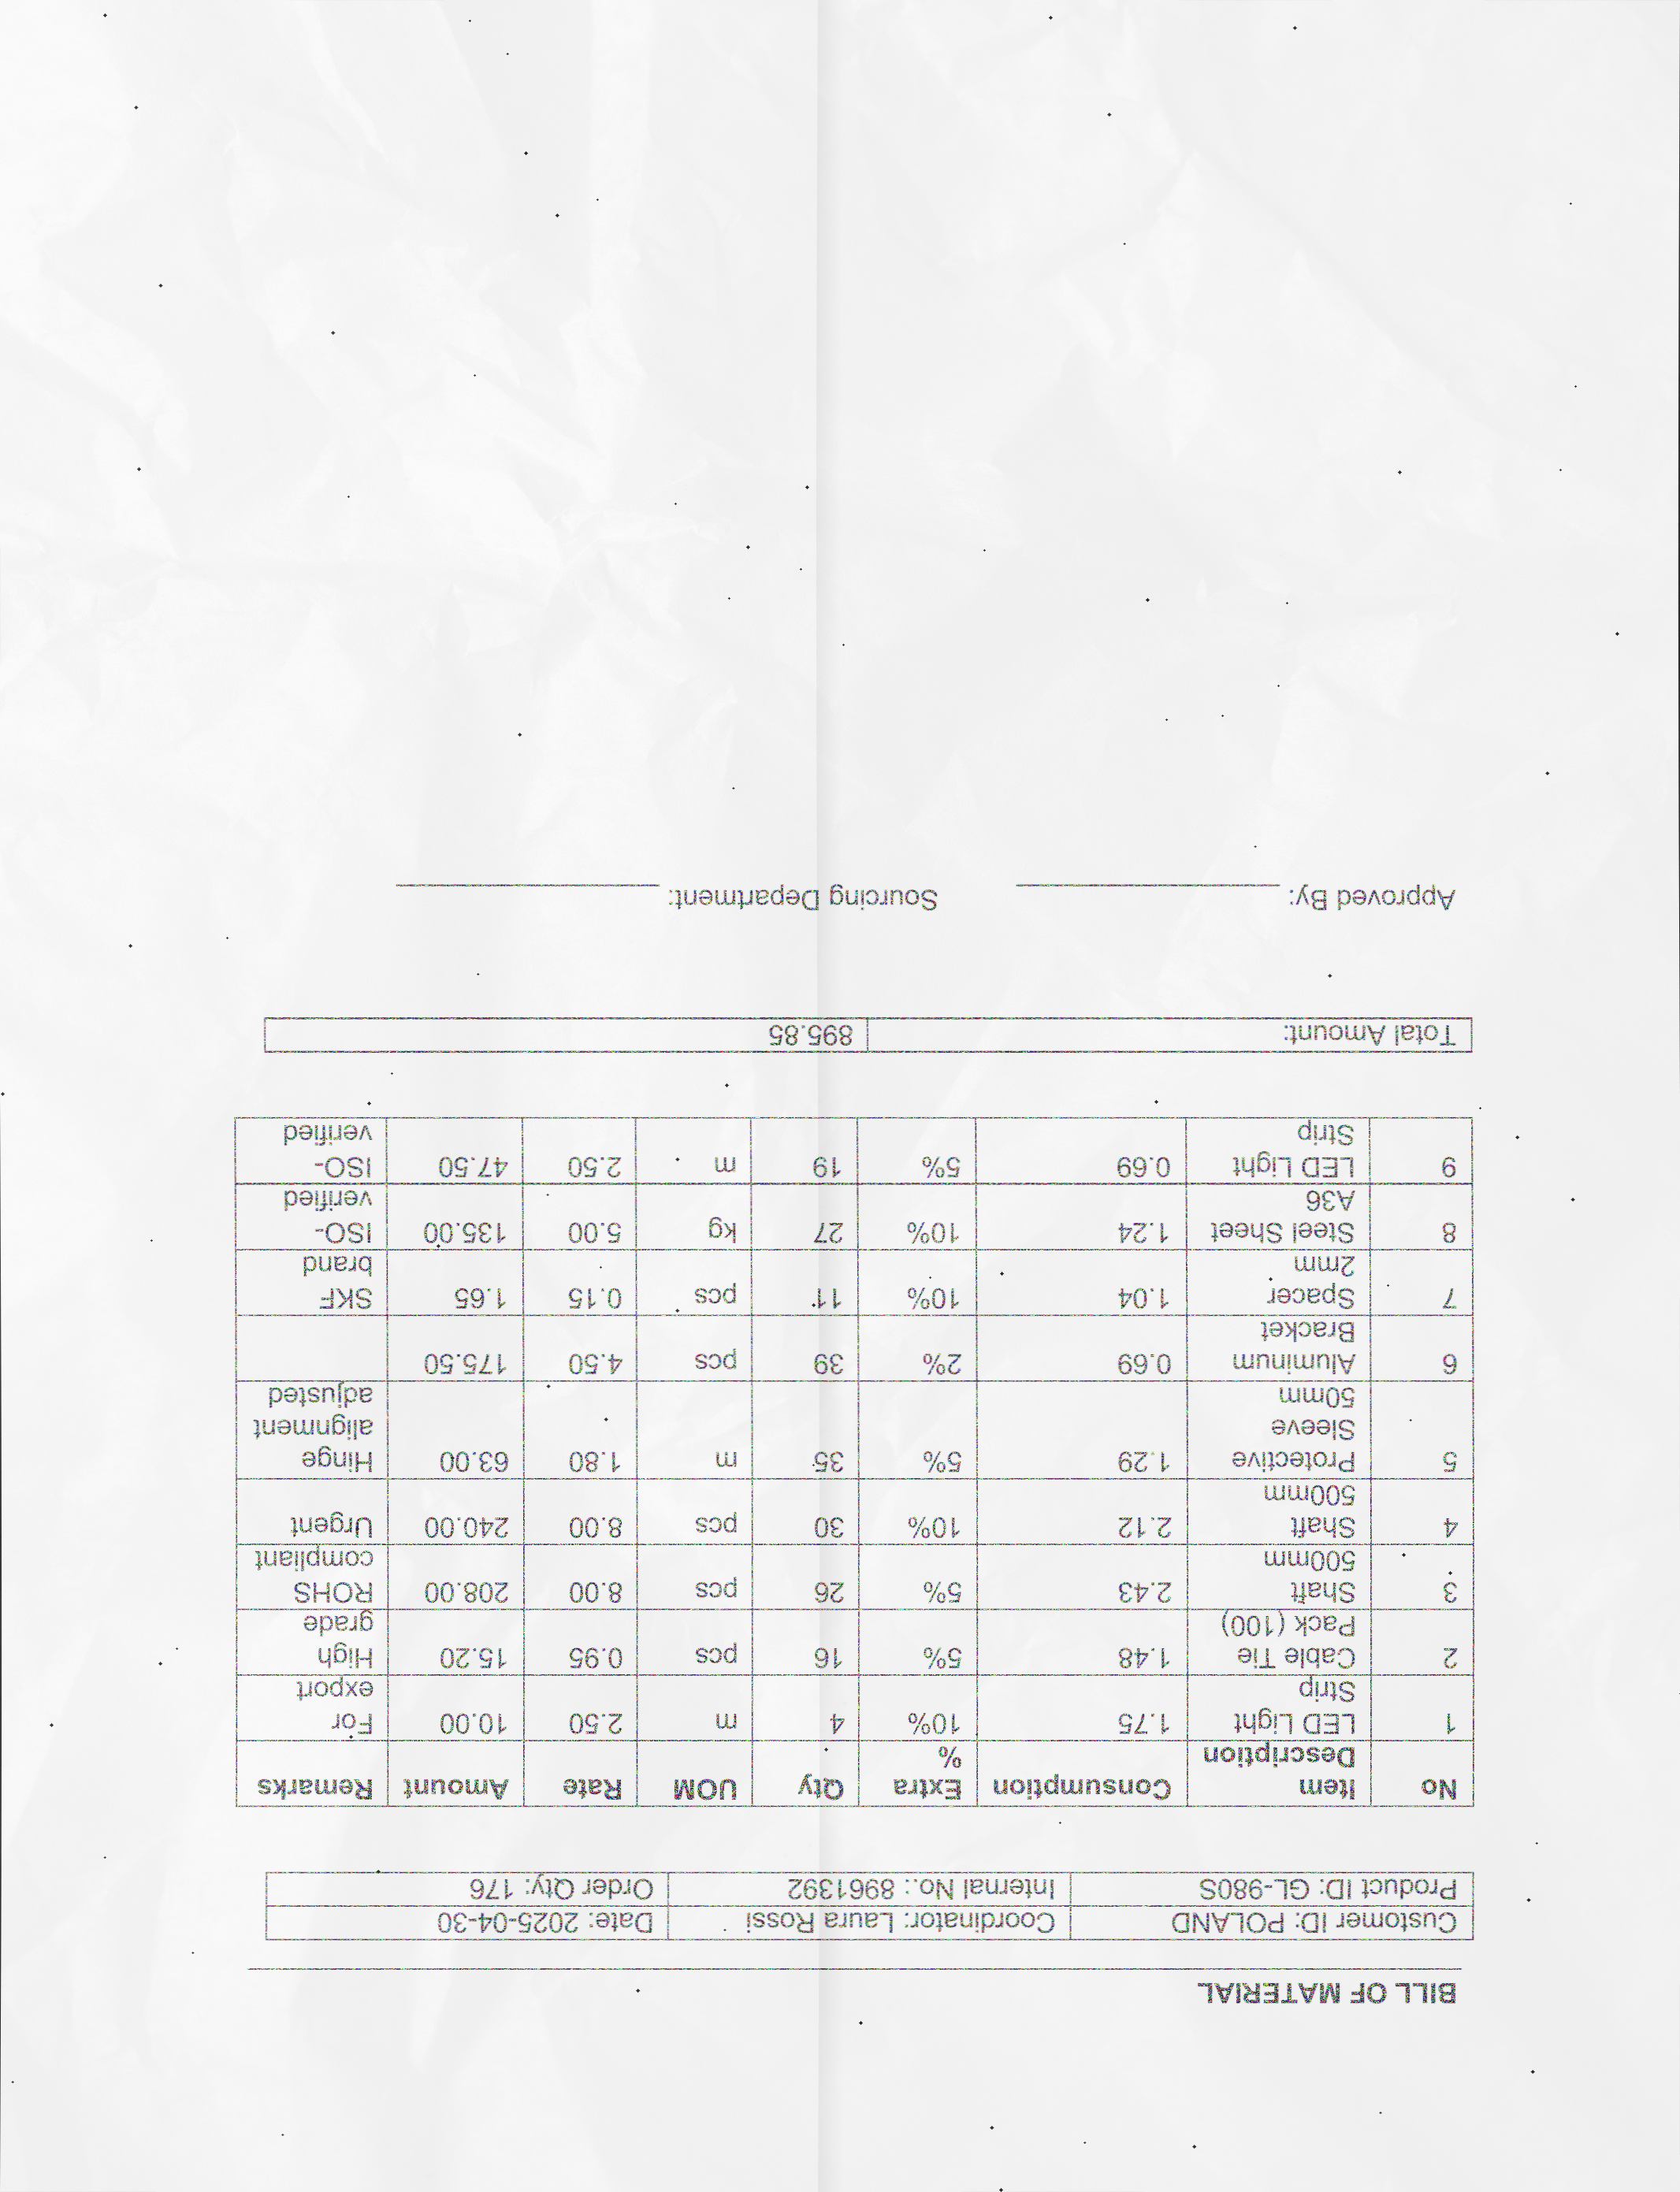 BILL OF MATERIAL
Customer ID: POLAND Coordinator: Laura Rossi Date: 2025-04-30
Product ID: GL-980S Internal No.: 8961392 Order Qty: 176
No Item Description Consumption Extra % Qty UOM Rate Amount Remarks
1 LED Light Strip 1.75 10% 4 m 2.50 10.00 For export
2 Cable Tie Pack (100) 1.48 5% 16 pcs 0.95 15.20 High grade
3 Shaft 500mm 2.43 5% 26 pcs 8.00 208.00 ROHS compliant
4 Shaft 500mm 2.12 10% 30 pcs 8.00 240.00 Urgent
5 Protective Sleeve 50mm 1.29 5% 35 m 1.80 63.00 Hinge alignment adjusted
6 Aluminum Bracket 0.69 2% 39 pcs 4.50 175.50
7 Spacer 2mm 1.04 10% 11 pcs 0.15 1.65 SKF brand
8 Steel Sheet A36 1.24 10% 27 kg 5.00 135.00 ISO-verified
9 LED Light Strip 0.69 5% 19 m 2.50 47.50 ISO-verified
Total Amount: 895.85
Approved By: Sourcing Department: